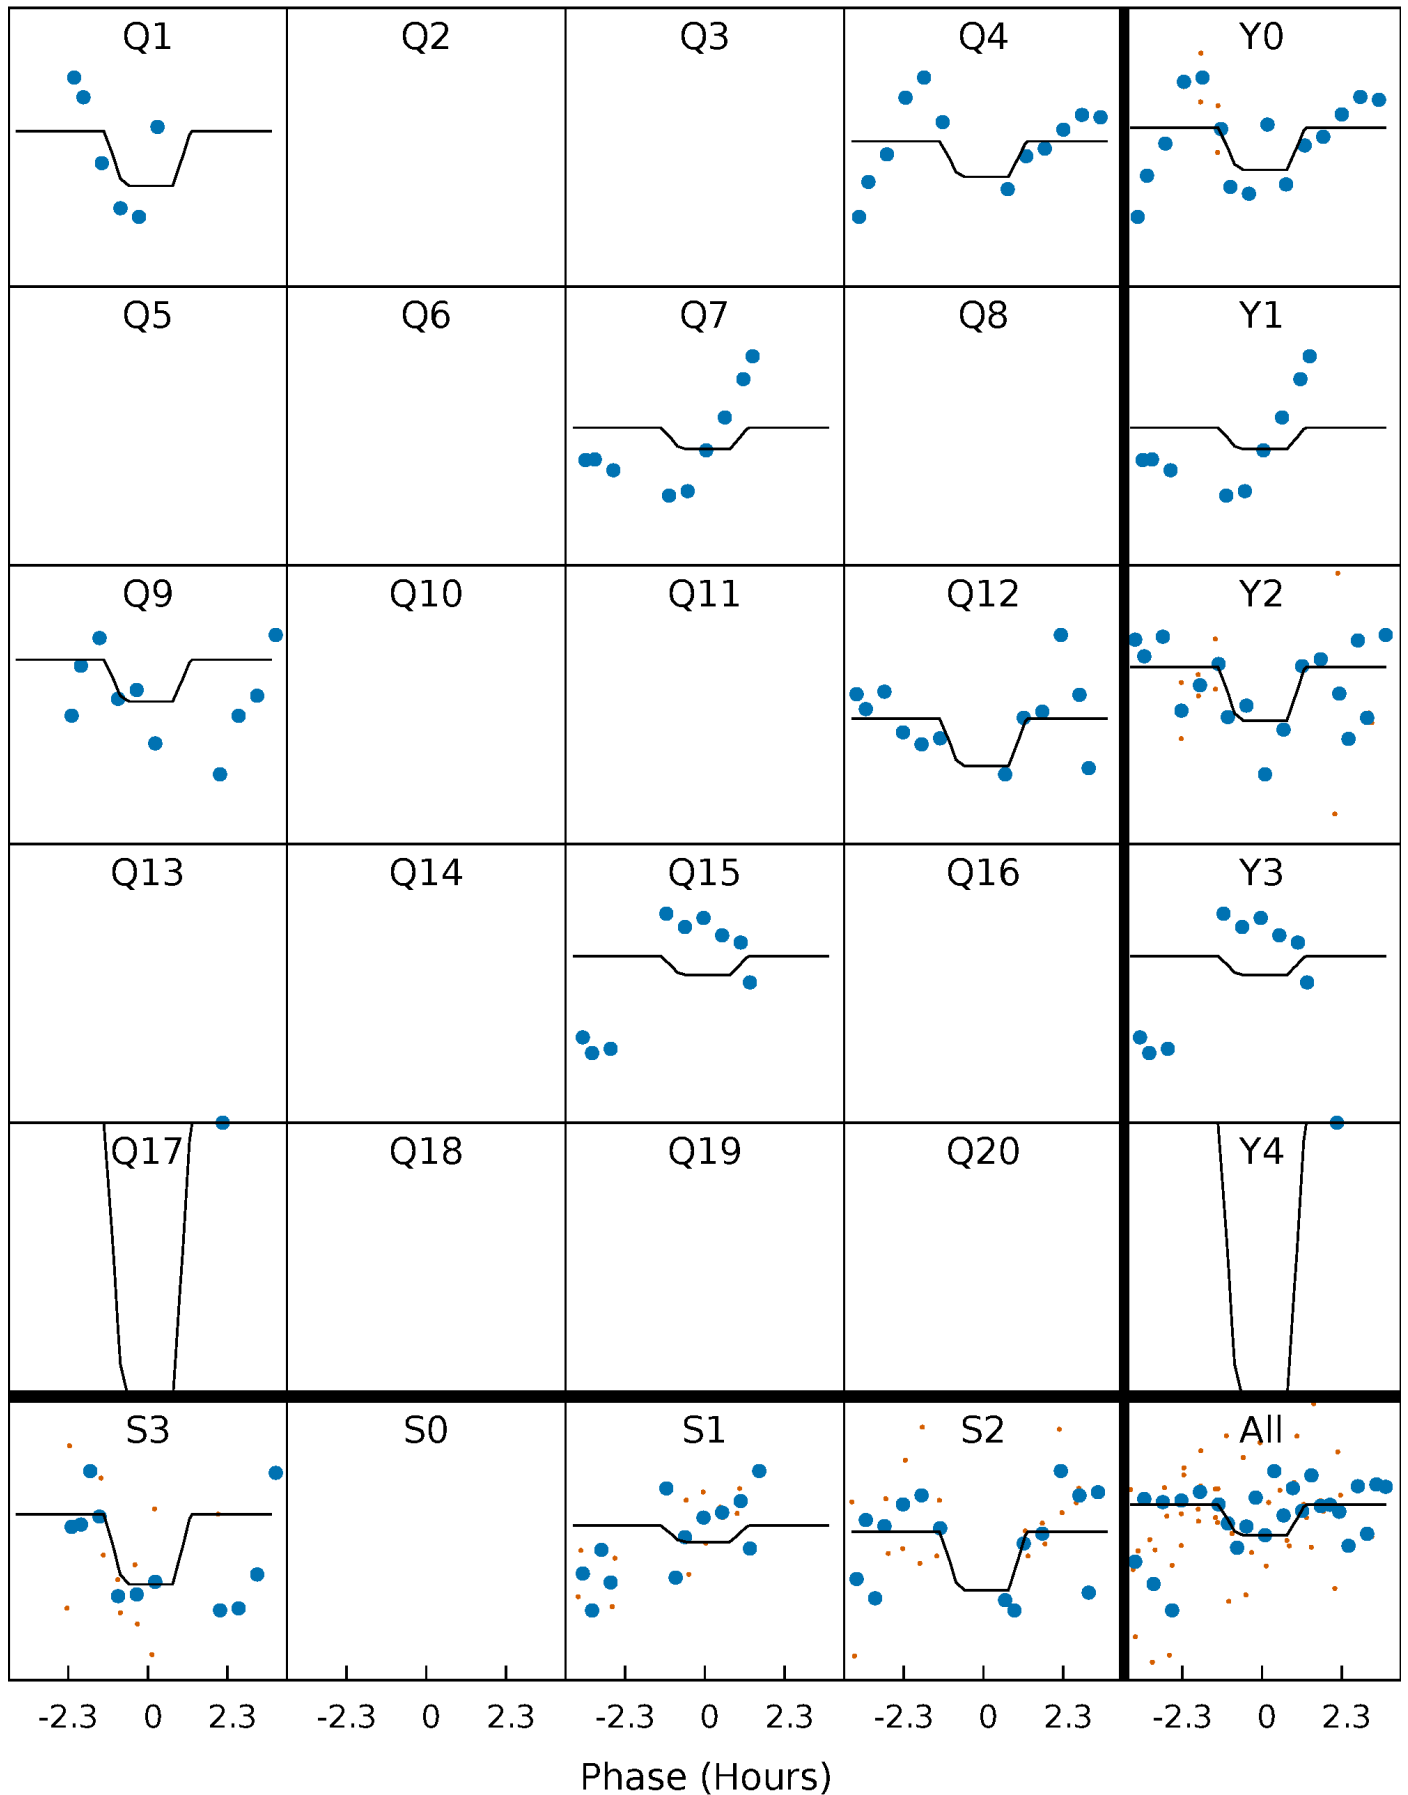 Q1 Q2 Q3 Q4 Y0
Q5 Q6 Q7 Q8 Y1
Q9 Q10 Q11 Q12 Y2
Q13 Q14 Q15 Q16 Y3
Q17 Q18 Q19 Q20 Y4
S3 S0 S1 S2 All
-2.3 0 2.3 -2.3 0 2.3 -2.3 0 2.3 -2.3 0 2.3 -2.3 0 2.3
Phase (Hours)